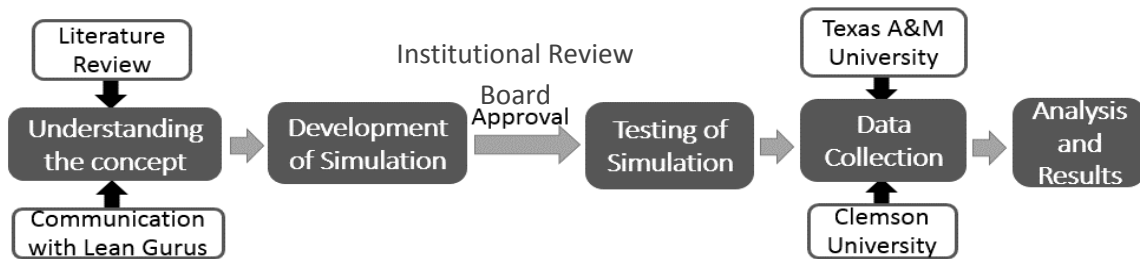 Literature
Review
Understanding
the concept
Communication
with Lean Gurus
Development
of Simulation
Institutional Review
Board
Approval
Testing of
Simulation
Texas A&M
University
Data
Collection
Clemson
University
Analysis
and
Results